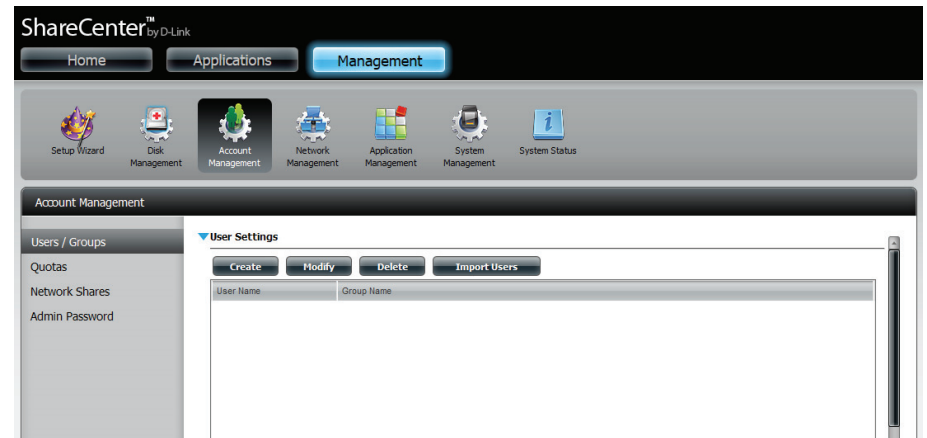 ShareCenter™ by D-Link
Home Applications Management
Setup Wizard
Disk Management
Account Management
Network Management
Application Management
System Management
System Status
Account Management
Users / Groups
Quotas
Network Shares
Admin Password
User Settings
Create Modify Delete Import Users
User Name Group Name